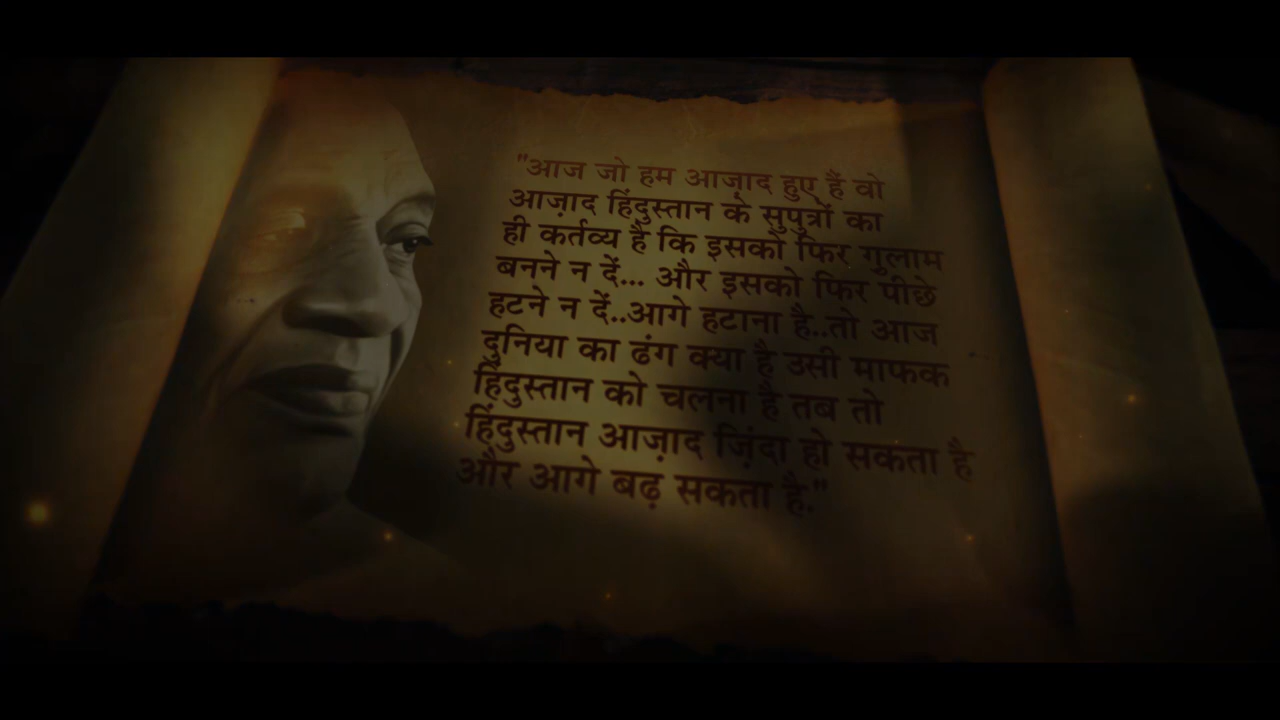 "आज जो हम आज़ाद हुए हैं वो
आज़ाद हिंदुस्तान के सुपुत्रों का
ही कर्तव्य है कि इसको फिर गुलाम
बनने न दें... और इसको फिर पीछे
हटने न दें..आगे हटाना है..तो आज
दुनिया का ढंग क्या है उसी माफक
हिंदुस्तान को चलना है तब तो
हिंदुस्तान आज़ाद ज़िंदा हो सकता है
और आगे बढ़ सकता है."